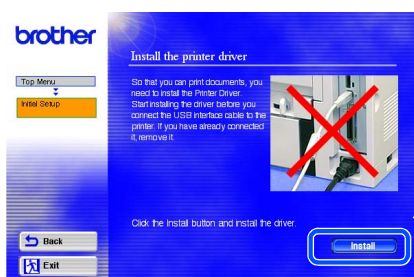 brother
Install the printer driver
Top Menu
Initial Setup
So that you can print documents, you
need to install the Printer Driver.
Start installing the driver before you
connect the USB interface cable to the
printer. If you have already connected
it, remove it.
Click the Install button and install the driver.
Install
Back
Exit